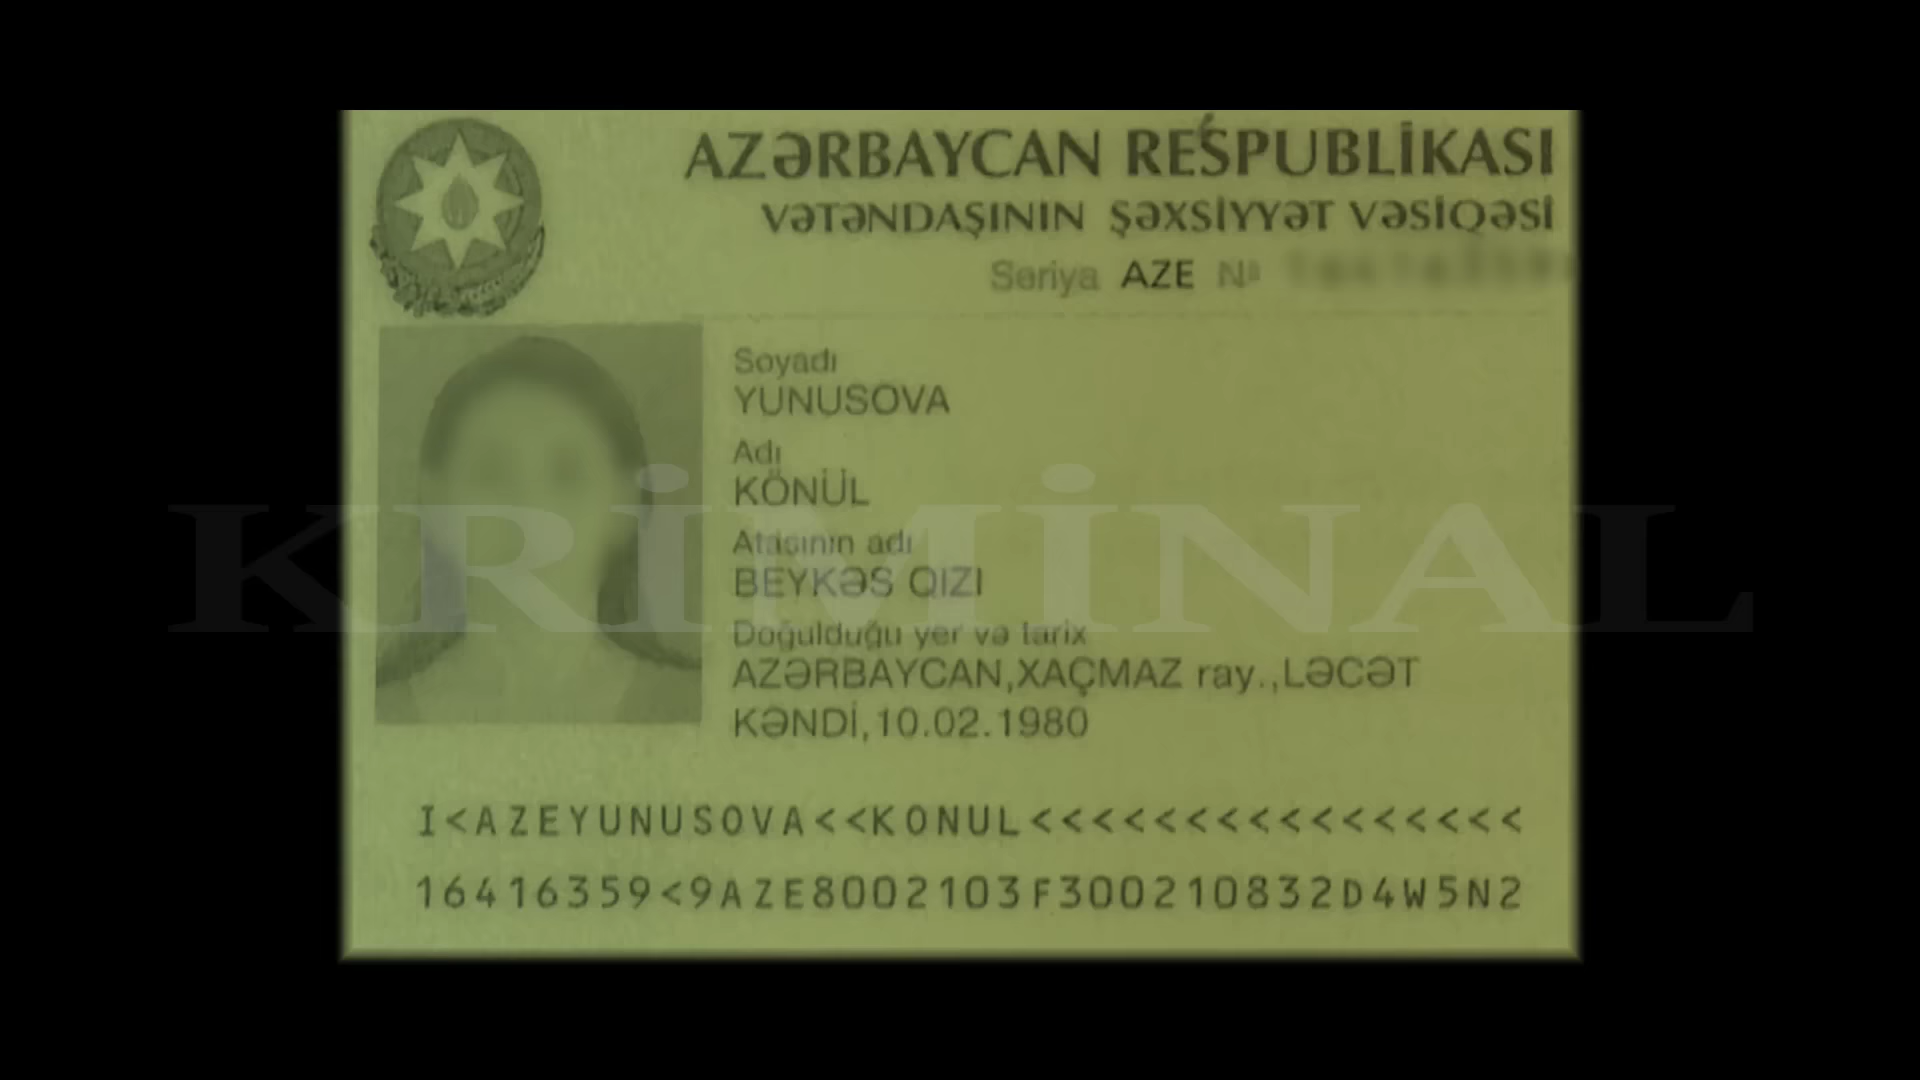 AZƏRBAYCAN RESPUBLİKASI
VƏTƏNDAŞININ ŞƏXSİYYƏT VƏSİQƏSİ
Seriya AZE №
Soyadı
YUNUSOVA
Adı
KÖNÜL
Atasının adı
BEYKƏS QIZI
KRİMİNAL
Doğulduğu yer və tarix
AZƏRBAYCAN,XAÇMAZ ray.,LƏCƏT
KƏNDİ,10.02.1980
I<AZEYUNUSOVA<<KONUL<<<<<<<<<<<<<<<<
16416359<9AZE8002103F300210832D4W5N2